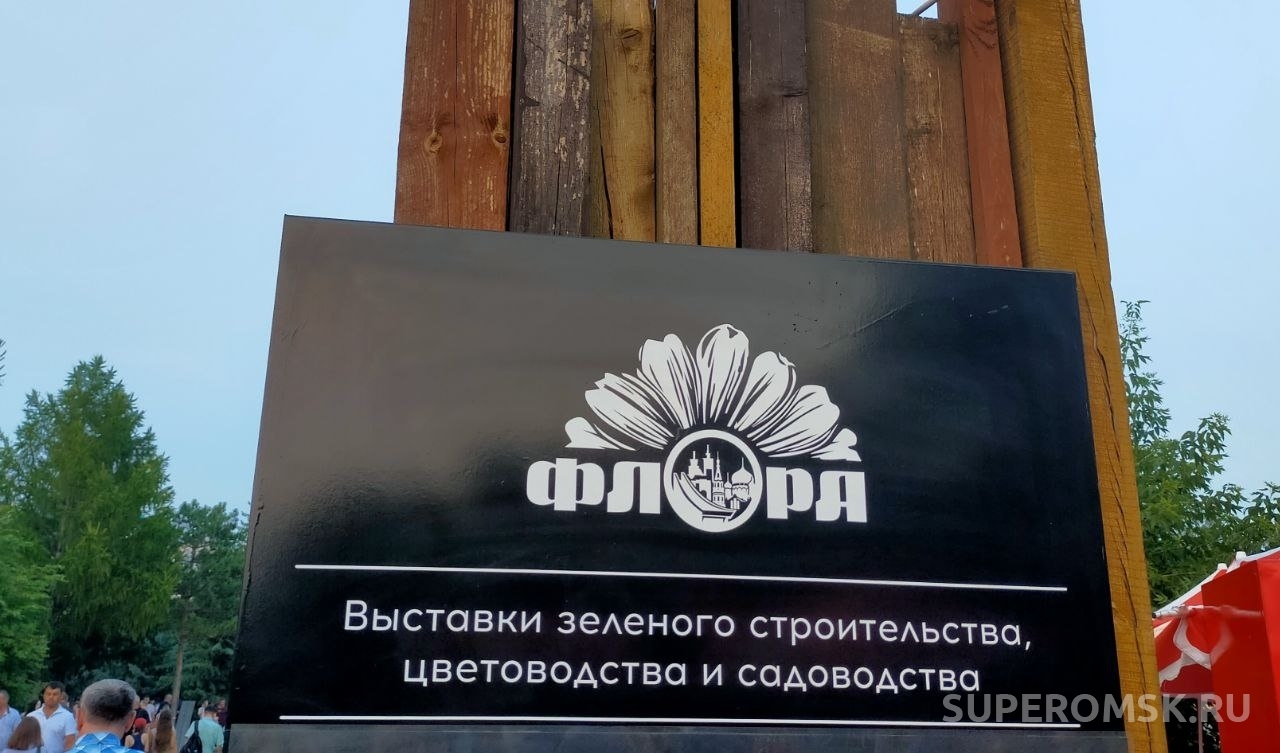 ФЛОРА
Выставки зеленого строительства,
цветоводства и садоводства
SUPEROMSK.RU